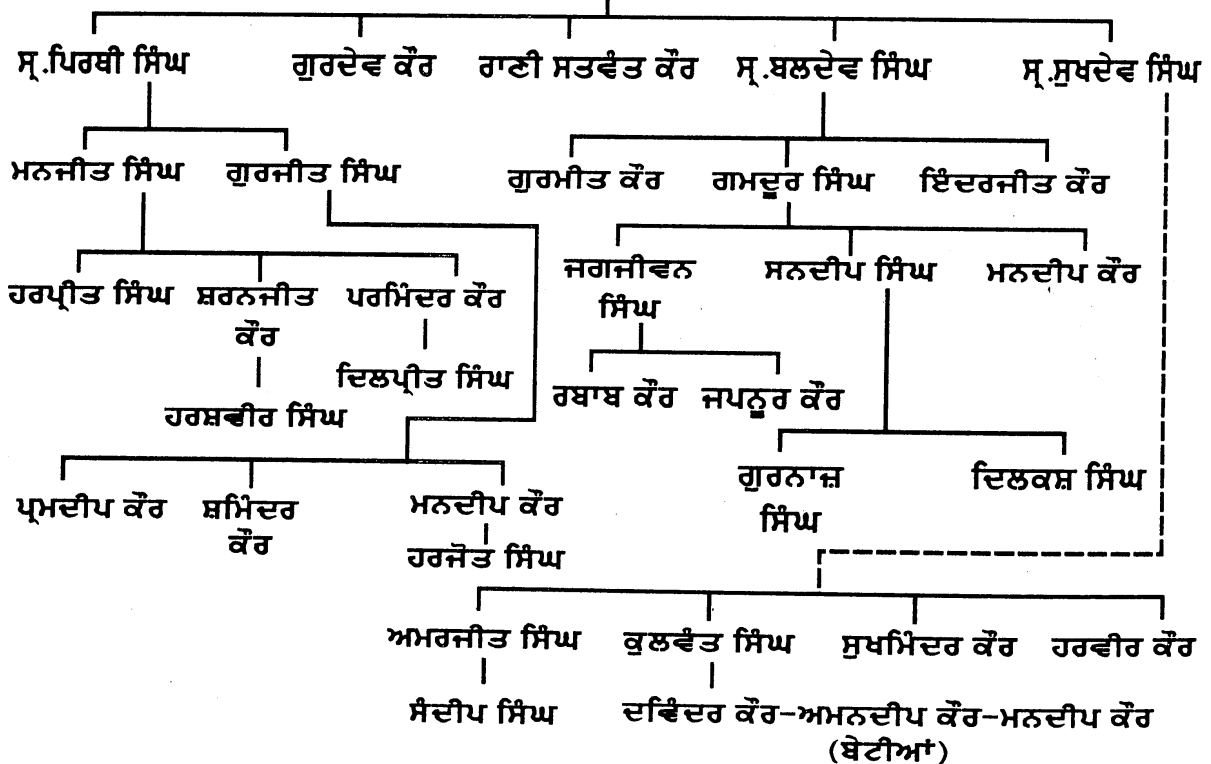 ਸ੍ਰ.ਪਿਰਥੀ ਸਿੰਘ ਗੁਰਦੇਵ ਕੌਰ ਰਾਣੀ ਸਤਵੰਤ ਕੌਰ ਸ੍ਰ.ਬਲਦੇਵ ਸਿੰਘ ਸ੍ਰ.ਸੁਖਦੇਵ ਸਿੰਘ
ਮਨਜੀਤ ਸਿੰਘ ਗੁਰਜੀਤ ਸਿੰਘ ਗੁਰਮੀਤ ਕੌਰ ਗਮਦੂਰ ਸਿੰਘ ਇੰਦਰਜੀਤ ਕੌਰ
ਜਗਜੀਵਨ ਸਨਦੀਪ ਸਿੰਘ ਮਨਦੀਪ ਕੌਰ
ਸਿੰਘ
ਹਰਪ੍ਰੀਤ ਸਿੰਘ ਸ਼ਰਨਜੀਤ ਪਰਮਿੰਦਰ ਕੌਰ
ਕੌਰ
ਦਿਲਪ੍ਰੀਤ ਸਿੰਘ ਰਬਾਬ ਕੌਰ ਜਪਨੂਰ ਕੌਰ
ਹਰਸ਼ਵੀਰ ਸਿੰਘ
ਗੁਰਨਾਜ਼ ਦਿਲਕਸ਼ ਸਿੰਘ
ਸਿੰਘ
ਪ੍ਰਮਦੀਪ ਕੌਰ ਸ਼ਮਿੰਦਰ ਮਨਦੀਪ ਕੌਰ
ਕੌਰ
ਹਰਜੋਤ ਸਿੰਘ
ਅਮਰਜੀਤ ਸਿੰਘ ਕੁਲਵੰਤ ਸਿੰਘ ਸੁਖਮਿੰਦਰ ਕੌਰ ਹਰਵੀਰ ਕੌਰ
ਸੰਦੀਪ ਸਿੰਘ ਦਵਿੰਦਰ ਕੌਰ-ਅਮਨਦੀਪ ਕੌਰ-ਮਨਦੀਪ ਕੌਰ
(ਬੇਟੀਆਂ)